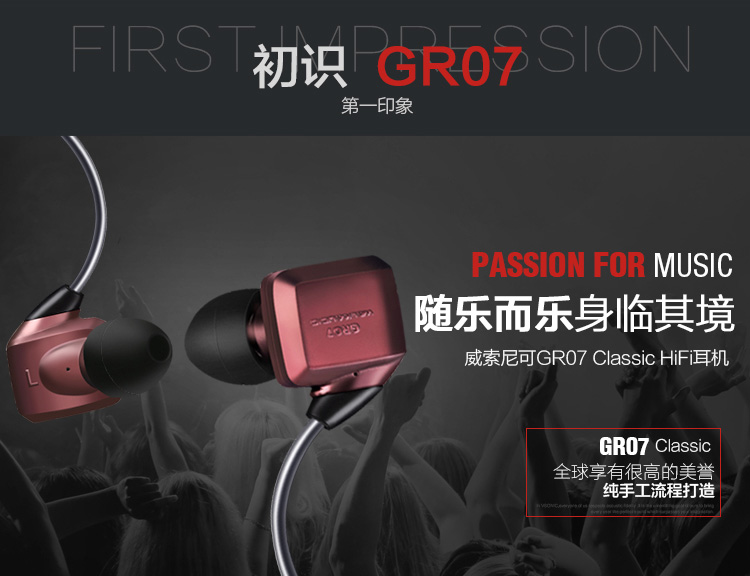 FIRST IMPRESSION
初识 GR07
第一印象
PASSION FOR MUSIC
随乐而乐身临其境
威索尼可GR07 Classic HiFi耳机
GR07
L
GR07 Classic
全球享有很高的美誉
纯手工流程打造